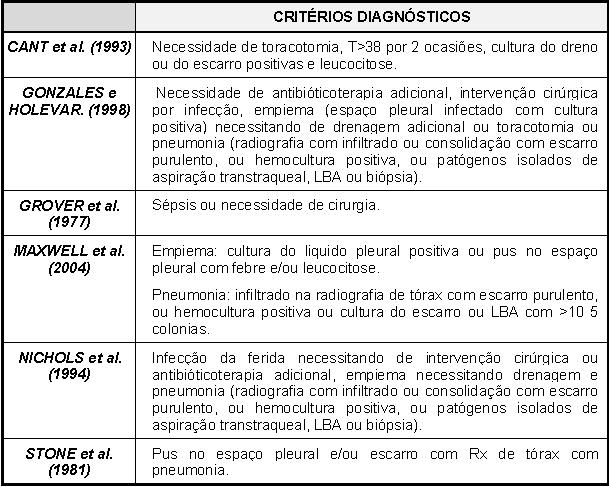 CRITÉRIOS DIAGNÓSTICOS
CANT et al. (1993)
Necessidade de toracotomia, T>38 por 2 ocasiões, cultura do dreno
ou do escarro positivas e leucocitose.
GONZALES e
HOLEVAR. (1998)
Necessidade de antibióticoterapia adicional, intervenção cirúrgica
por infecção, empiema (espaço pleural infectado com cultura
positiva) necessitando de drenagem adicional ou toracotomia ou
pneumonia (radiografia com infiltrado ou consolidação com escarro
purulento, ou hemocultura positiva, ou patógenos isolados de
aspiração transtraqueal, LBA ou biópsia).
GROVER et al.
(1977)
Sépsis ou necessidade de cirurgia.
MAXWELL et al.
(2004)
Empiema: cultura do liquido pleural positiva ou pus no espaço
pleural com febre e/ou leucocitose.
Pneumonia: infiltrado na radiografia de tórax com escarro purulento,
ou hemocultura positiva ou cultura do escarro ou LBA com >10 5
colonias.
NICHOLS et al.
(1994)
Infecção da ferida necessitando de intervenção cirúrgica ou
antibióticoterapia adicional, empiema necessitando drenagem e
pneumonia (radiografia com infiltrado ou consolidação com escarro
purulento, ou hemocultura positiva, ou patógenos isolados de
aspiração transtraqueal, LBA ou biópsia).
STONE et al.
(1981)
Pus no espaço pleural e/ou escarro com Rx de tórax com
pneumonia.